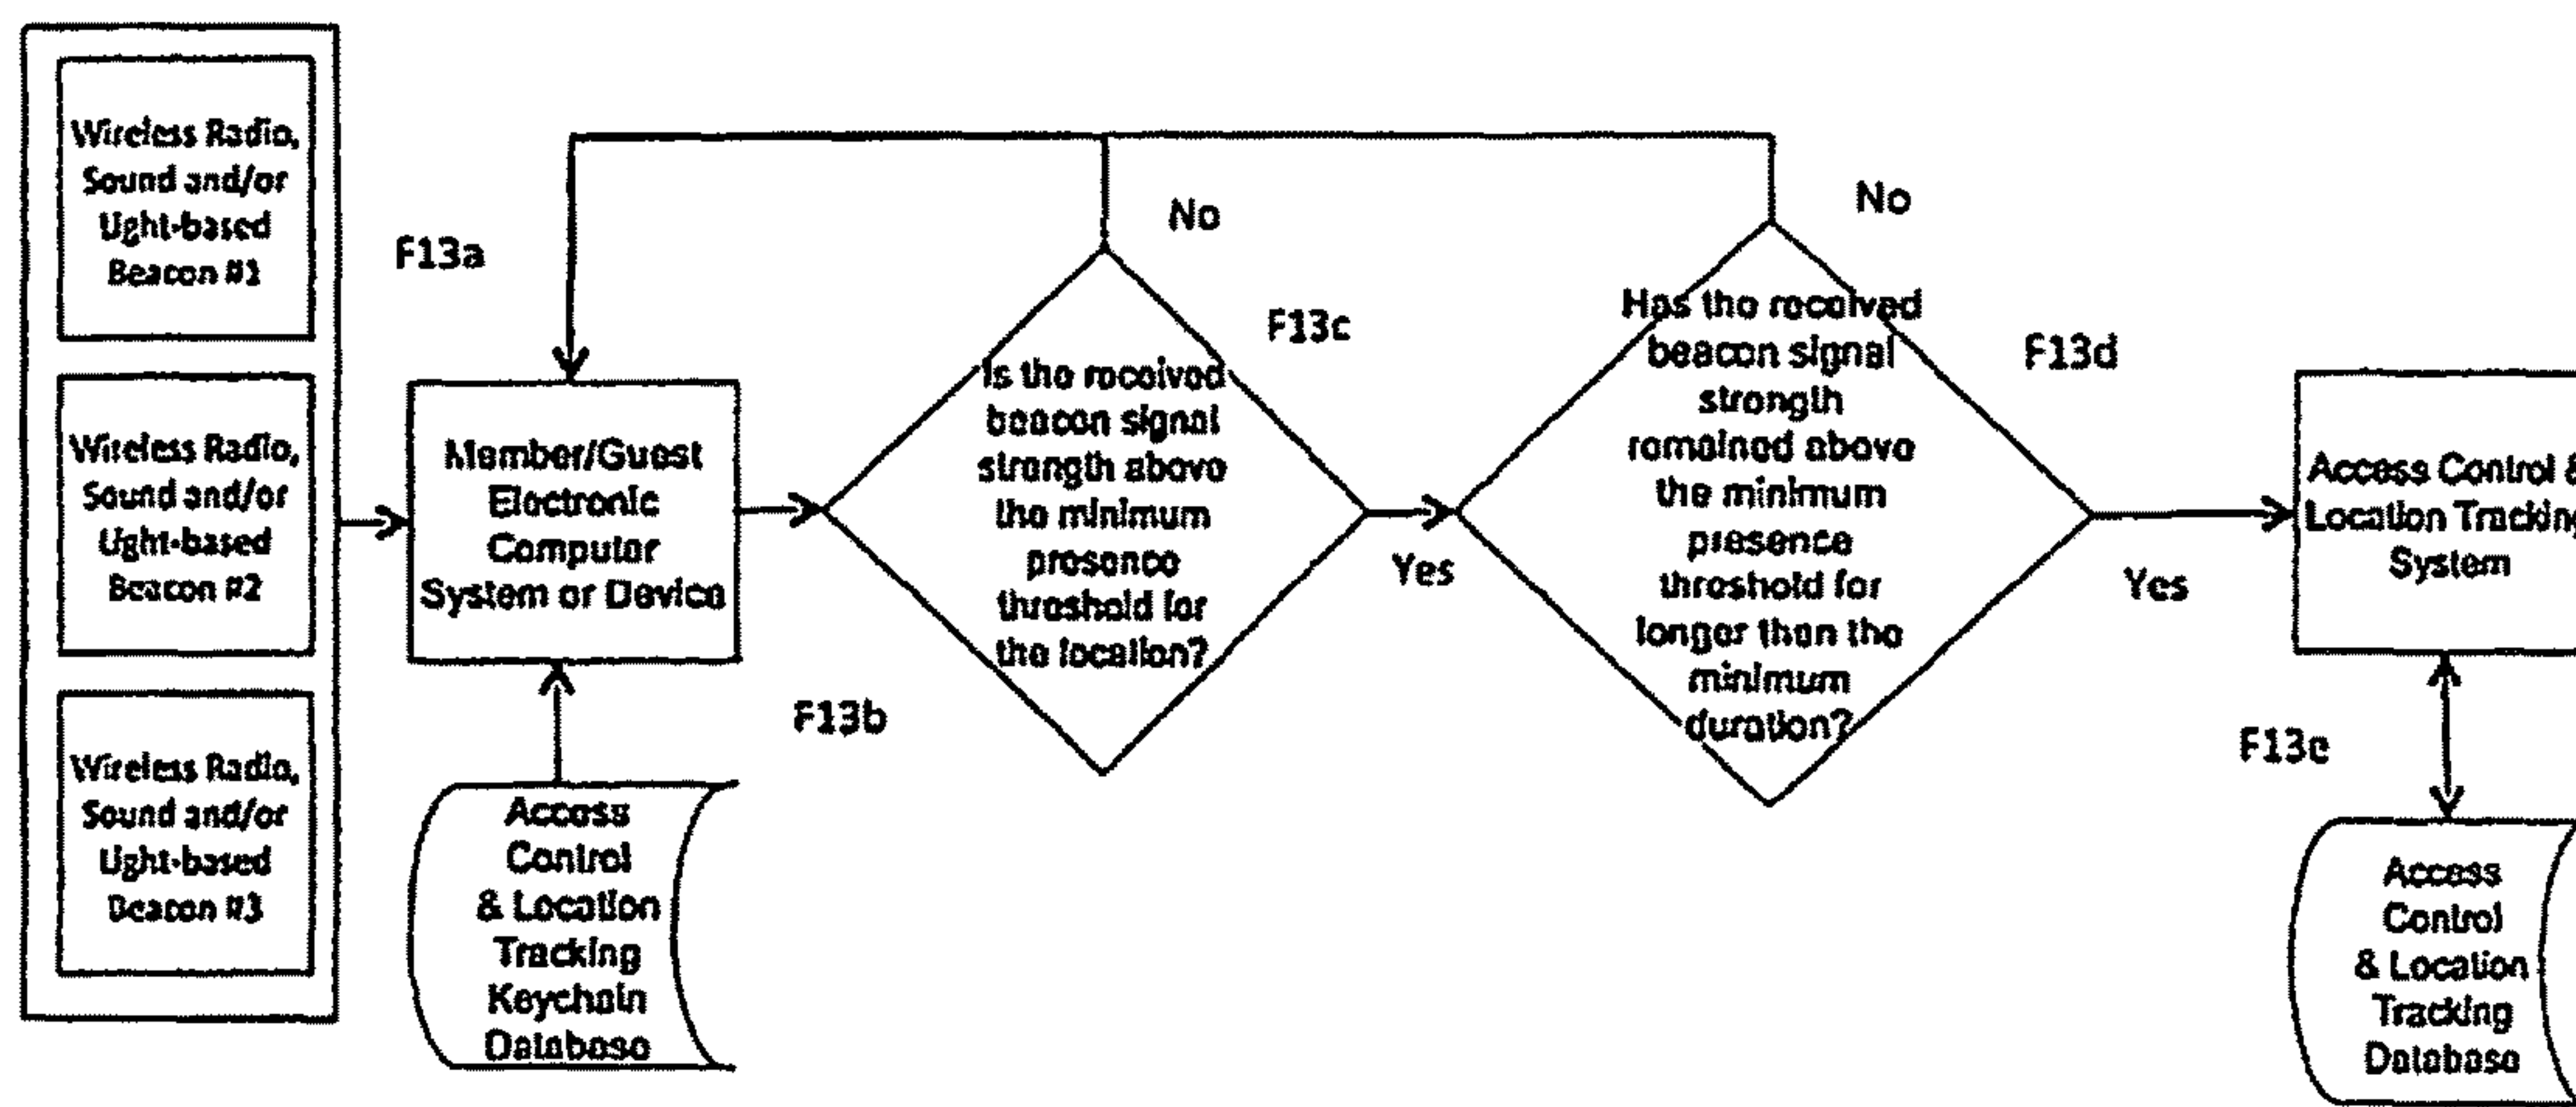 Wireless Radio,
Sound and/or
Light-based
Beacon #1
Wireless Radio,
Sound and/or
Light-based
Beacon #2
Wireless Radio,
Sound and/or
Light-based
Beacon #3
F13a
Member/Guest
Electronic
Computer
System or Device
F13b
Access
Control
& Location
Tracking
Keychain
Database
No
F13c
Is the received
beacon signal
strength above
the minimum
presence
threshold for
the location?
Yes
No
F13d
Has the received
beacon signal
strength
remained above
the minimum
presence
threshold for
longer than the
minimum
duration?
Yes
Access Control &
Location Tracking
System
F13e
Access
Control
& Location
Tracking
Database